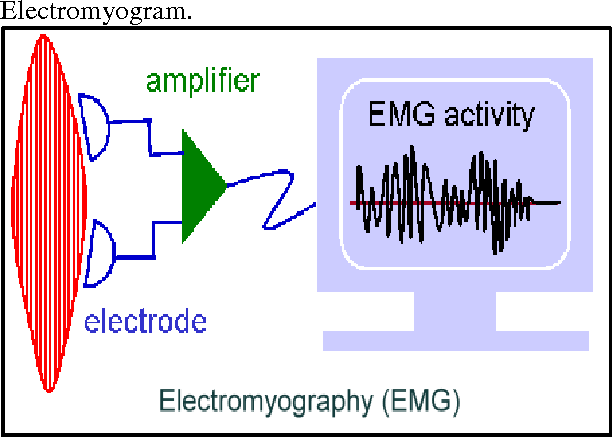 Electromyogram.
amplifier
EMG activity
electrode
Electromyography (EMG)